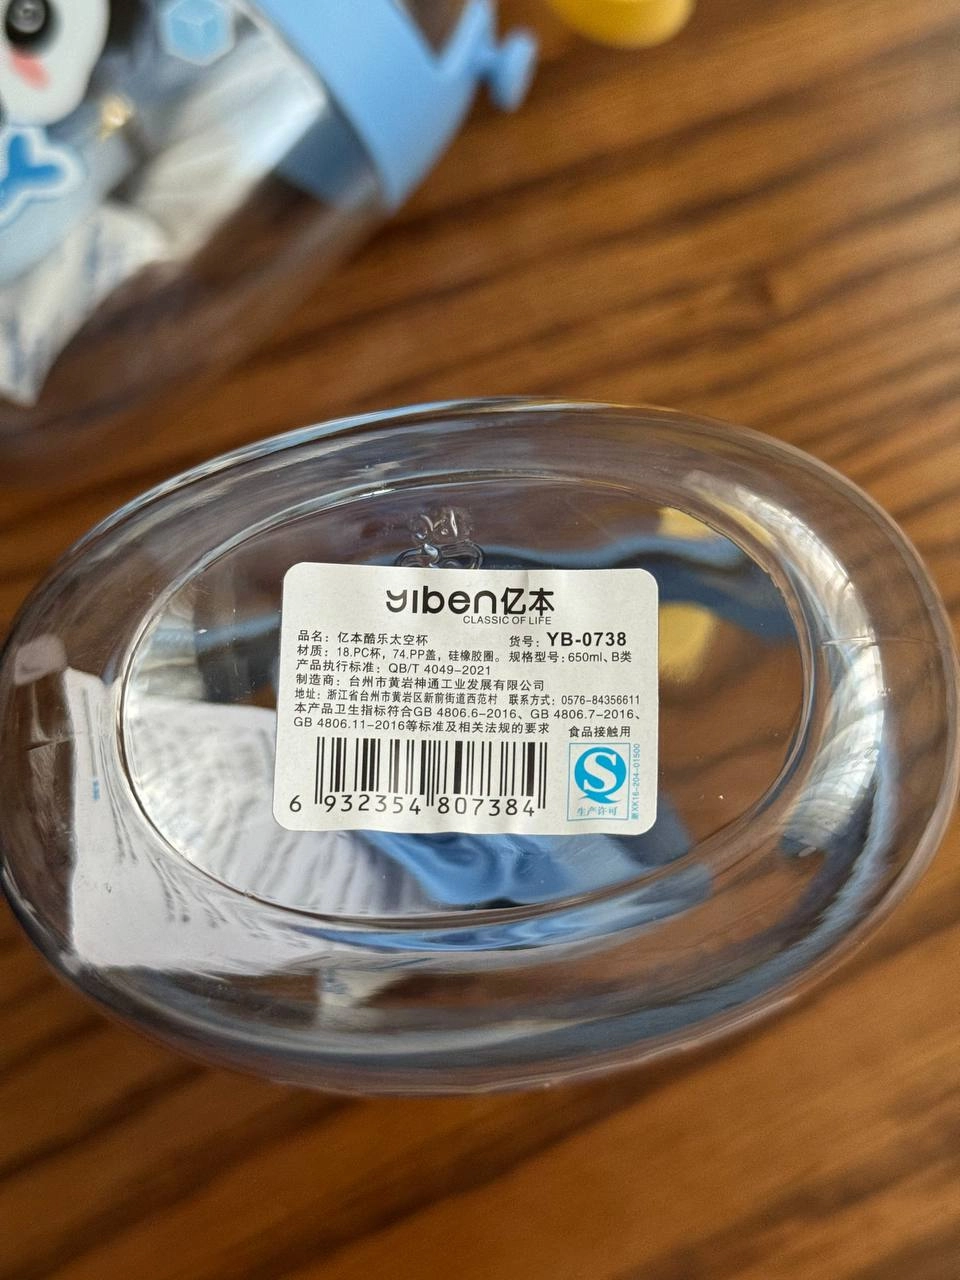 yiben亿本
CLASSIC OF LIFE
品名：亿本酷乐太空杯 货号：YB-0738
材质：18.PC杯，74.PP盖，硅橡胶圈。规格型号：650ml、B类
产品执行标准：QB/T 4049-2021
制造商：台州市黄岩神通工业发展有限公司
地址：浙江省台州市黄岩区新前街道西范村 联系方式：0576-84356611
本产品卫生指标符合GB 4806.6-2016、GB 4806.7-2016、
GB 4806.11-2016等标准及相关法规的要求 食品接触用
6 932354 807384
生产许可
浙XK16-204-01500